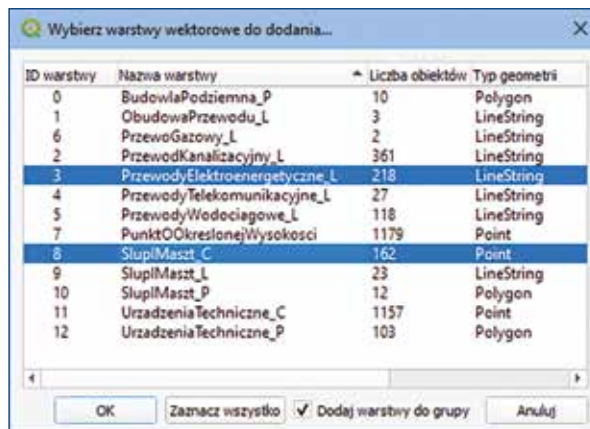 Wybierz warstwy wektorowe do dodania...
ID warstwy Nazwa warstwy Liczba obiektów Typ geometrii
0 BudowlaPodziemna_P 10 Polygon
1 ObudowaPrzewodu_L 3 LineString
6 PrzewoGazowy_L 2 LineString
2 PrzewodKanalizacyjny_L 361 LineString
3 PrzewodyElektroenergetyczne_L 218 LineString
4 PrzewodyTelekomunikacyjne_L 27 LineString
5 PrzewodyWodociagowe_L 118 LineString
7 PunktOOkreslonejWysokosci 1179 Point
8 SlupIMaszt_C 162 Point
9 SlupIMaszt_L 23 LineString
10 SlupIMaszt_P 12 Polygon
11 UrzadzeniaTechniczne_C 1157 Point
12 UrzadzeniaTechniczne_P 103 Polygon
OK Zaznacz wszystko Dodaj warstwy do grupy Anuluj